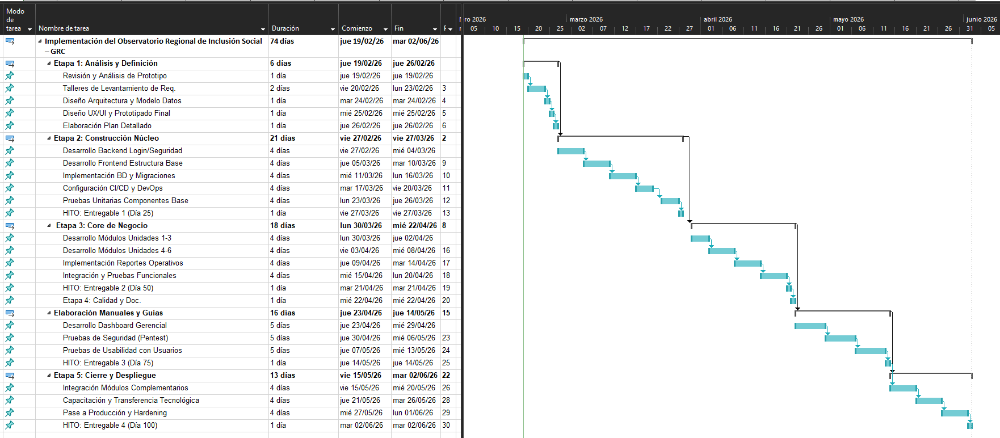 Modo de tarea Nombre de tarea Duración Comienzo Fin
ro 2026 marzo 2026 abril 2026 mayo 2026 junio 2026
05 10 15 20 25 02 07 12 17 22 27 01 06 11 16 21 26 01 06 11 16 21 26 31 05
Implementación del Observatorio Regional de Inclusión Social – GRC 74 días jue 19/02/26 mar 02/06/26
Etapa 1: Análisis y Definición 6 días jue 19/02/26 jue 26/02/26
Revisión y Análisis de Prototipo 1 día jue 19/02/26 jue 19/02/26
Talleres de Levantamiento de Req. 2 días vie 20/02/26 lun 23/02/26 3
Diseño Arquitectura y Modelo Datos 1 día mar 24/02/26 mar 24/02/26 4
Diseño UX/UI y Prototipado Final 1 día mié 25/02/26 mié 25/02/26 5
Elaboración Plan Detallado 1 día jue 26/02/26 jue 26/02/26 6
Etapa 2: Construcción Núcleo 21 días vie 27/02/26 vie 27/03/26 2
Desarrollo Backend Login/Seguridad 4 días vie 27/02/26 mié 04/03/26
Desarrollo Frontend Estructura Base 4 días jue 05/03/26 mar 10/03/26 9
Implementación BD y Migraciones 4 días mié 11/03/26 lun 16/03/26 10
Configuración CI/CD y DevOps 4 días mar 17/03/26 vie 20/03/26 11
Pruebas Unitarias Componentes Base 4 días lun 23/03/26 jue 26/03/26 12
HITO: Entregable 1 (Día 25) 1 día vie 27/03/26 vie 27/03/26 13
Etapa 3: Core de Negocio 18 días lun 30/03/26 mié 22/04/26 8
Desarrollo Módulos Unidades 1-3 4 días lun 30/03/26 jue 02/04/26
Desarrollo Módulos Unidades 4-6 4 días vie 03/04/26 mié 08/04/26 16
Implementación Reportes Operativos 4 días jue 09/04/26 mar 14/04/26 17
Integración y Pruebas Funcionales 4 días mié 15/04/26 lun 20/04/26 18
HITO: Entregable 2 (Día 50) 1 día mar 21/04/26 mar 21/04/26 19
Etapa 4: Calidad y Doc. 1 día mié 22/04/26 mié 22/04/26 20
Elaboración Manuales y Guías 16 días jue 23/04/26 jue 14/05/26 15
Desarrollo Dashboard Gerencial 5 días jue 23/04/26 mié 29/04/26
Pruebas de Seguridad (Pentest) 5 días jue 30/04/26 mié 06/05/26 23
Pruebas de Usabilidad con Usuarios 5 días jue 07/05/26 mié 13/05/26 24
HITO: Entregable 3 (Día 75) 1 día jue 14/05/26 jue 14/05/26 25
Etapa 5: Cierre y Despliegue 13 días vie 15/05/26 mar 02/06/26 22
Integración Módulos Complementarios 4 días vie 15/05/26 mié 20/05/26 26
Capacitación y Transferencia Tecnológica 4 días jue 21/05/26 mar 26/05/26 28
Pase a Producción y Hardening 4 días mié 27/05/26 lun 01/06/26 29
HITO: Entregable 4 (Día 100) 1 día mar 02/06/26 mar 02/06/26 30